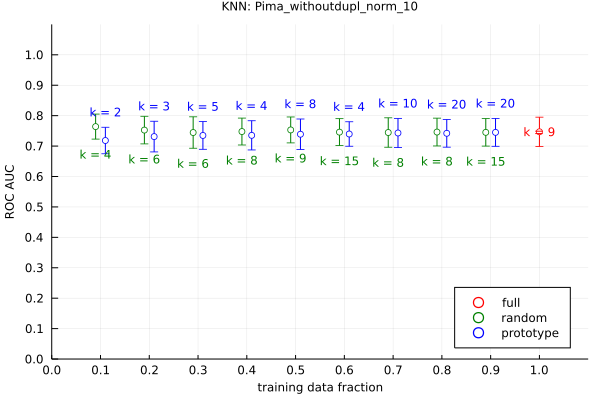 KNN: Pima_withoutdupl_norm_10
ROC AUC
1.0
0.9
0.8
0.7
0.6
0.5
0.4
0.3
0.2
0.1
0.0
k = 2
k = 3
k = 5
k = 4
k = 8
k = 4
k = 10
k = 20
k = 20
k = 9
k = 4
k = 6
k = 6
k = 8
k = 9
k = 15
k = 8
k = 8
k = 15
full
random
prototype
0.0 0.1 0.2 0.3 0.4 0.5 0.6 0.7 0.8 0.9 1.0
training data fraction